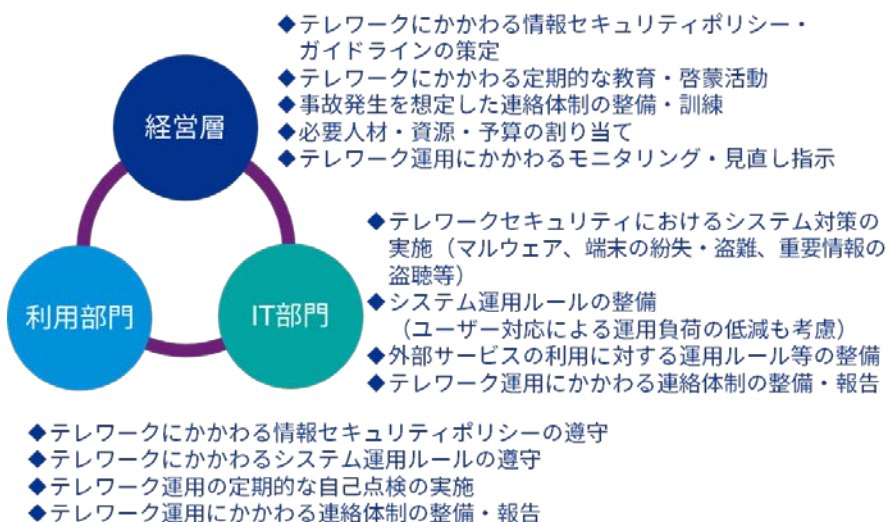 ◆テレワークにかかわる情報セキュリティポリシー・
ガイドラインの策定
◆テレワークにかかわる定期的な教育・啓蒙活動
◆事故発生を想定した連絡体制の整備・訓練
◆必要人材・資源・予算の割り当て
◆テレワーク運用にかかわるモニタリング・見直し指示
経営層
◆テレワークセキュリティにおけるシステム対策の
実施（マルウェア、端末の紛失・盗難、重要情報の
盗聴等）
◆システム運用ルールの整備
（ユーザー対応による運用負荷の低減も考慮）
◆外部サービスの利用に対する運用ルール等の整備
◆テレワーク運用にかかわる連絡体制の整備・報告
利用部門
IT部門
◆テレワークにかかわる情報セキュリティポリシーの遵守
◆テレワークにかかわるシステム運用ルールの遵守
◆テレワーク運用の定期的な自己点検の実施
◆テレワーク運用にかかわる連絡体制の整備・報告